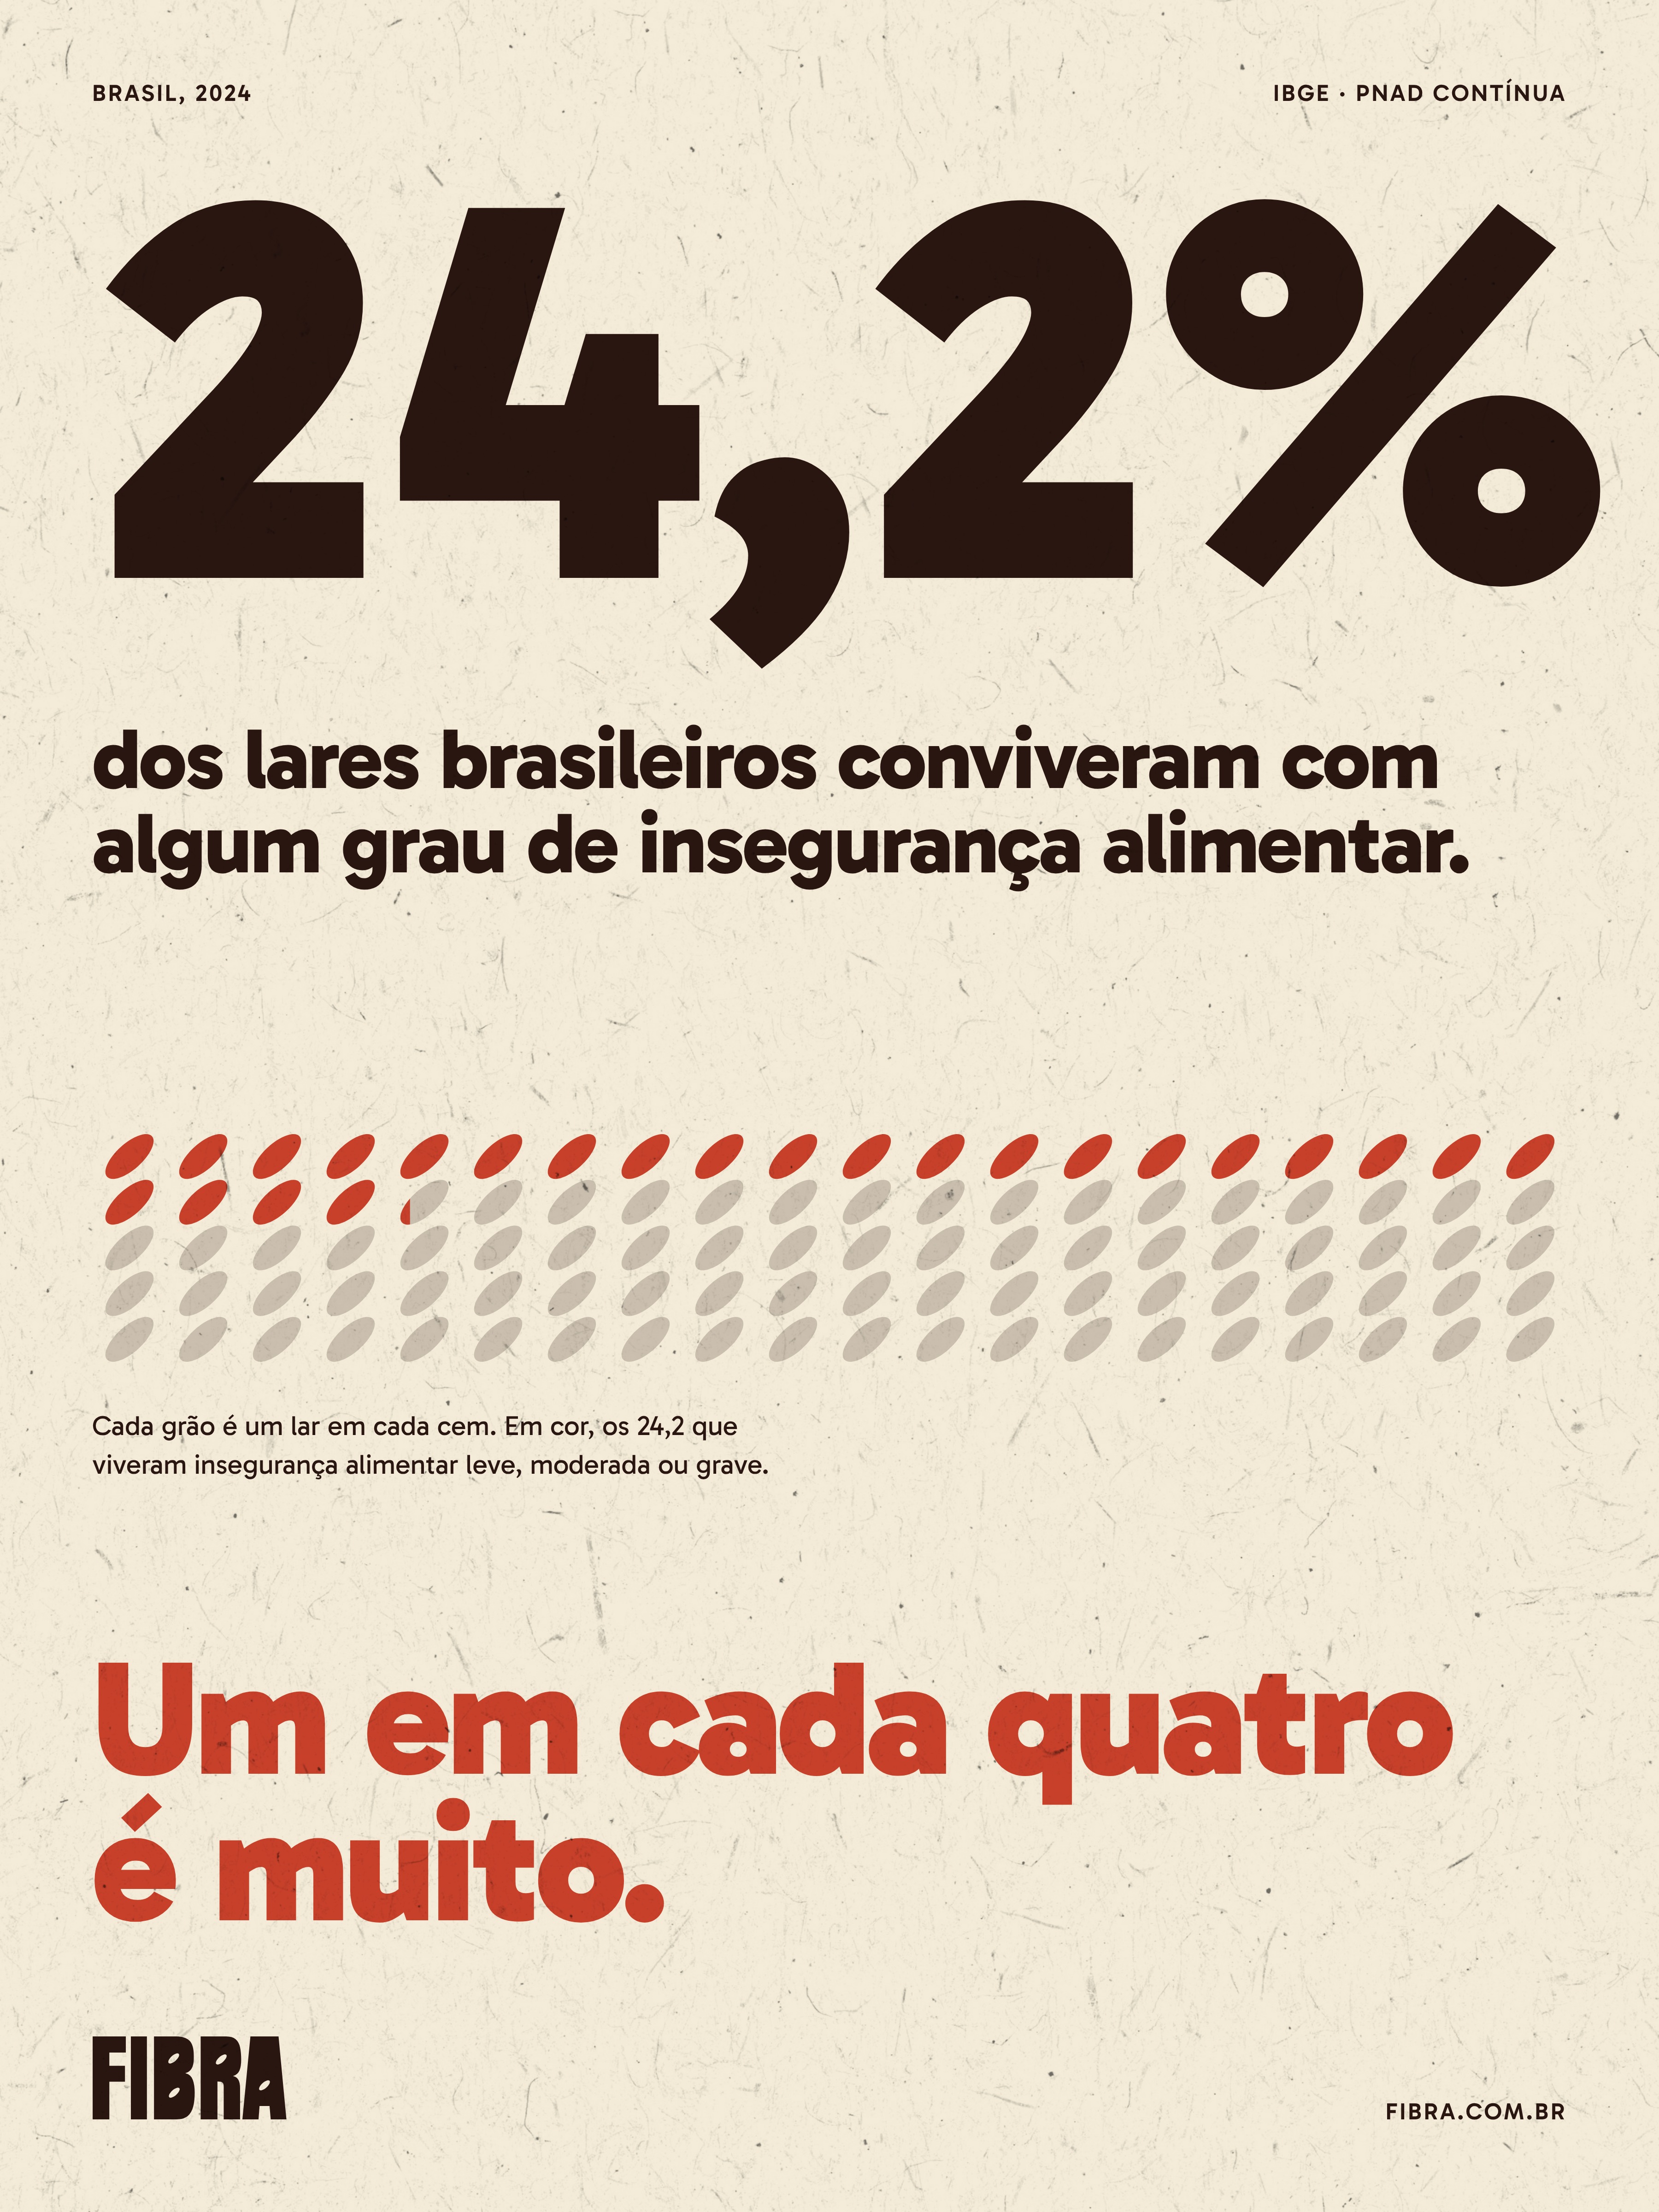 BRASIL, 2024
IBGE · PNAD CONTÍNUA
24,2%
dos lares brasileiros conviveram com
algum grau de insegurança alimentar.
Cada grão é um lar em cada cem. Em cor, os 24,2 que
viveram insegurança alimentar leve, moderada ou grave.
Um em cada quatro
é muito.
FIBRA
FIBRA.COM.BR